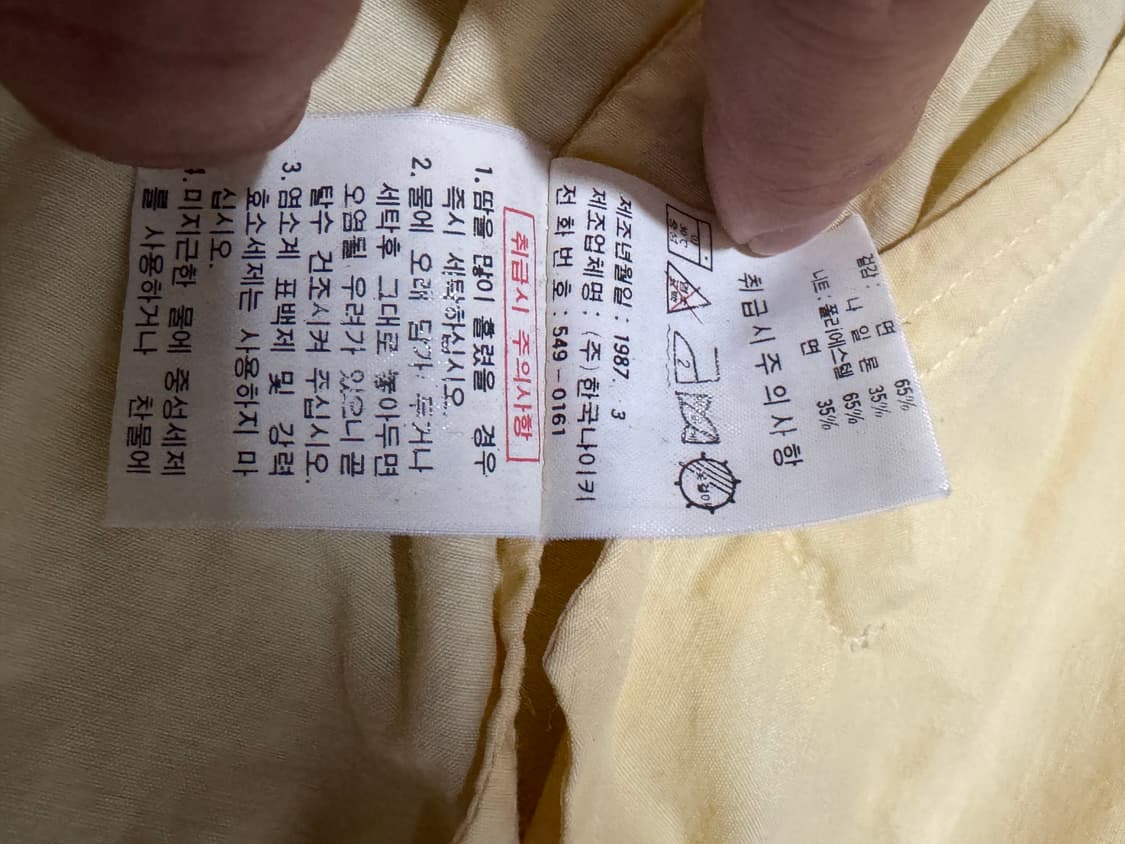 겉감: 면 65%
나 일 론 35%
니트: 폴리에스텔 65%
면 35%
취급시주의사항
제조년월일 : 1987. 3
제조업체명 : (주)한국나이키
전 화 번 호 : 549-0161
취급시 주의사항
1. 땀을 많이 흘렸을 경우
즉시 세탁하십시오.
2. 물에 오래 담가 두거나
세탁후 그대로 놓아두면
오염될 우려가 있으니 곧
탈수 건조시켜 주십시오.
3. 염소계 표백제 및 강력
효소세제는 사용하지 마
십시오.
미지근한 물에 중성세제
를 사용하거나 찬물에